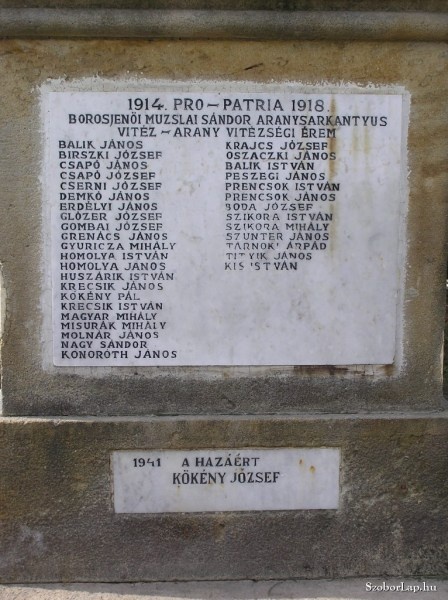 1914. PRO – PATRIA 1918.
BOROSJENŐI MUZSLAI SÁNDOR ARANYSARKANTYUS
VITÉZ – ARANY VITÉZSÉGI ÉREM
BALIK JÁNOS
BIRSZKI JÓZSEF
CSAPÓ JÁNOS
CSAPÓ JÓZSEF
CSERNI JÓZSEF
DEMKÓ JÁNOS
ERDÉLYI JÁNOS
GLÓZER JÓZSEF
GOMBAI JÓZSEF
GRENÁCS JÁNOS
GYURICZA MIHÁLY
HOMOLYA ISTVÁN
HOMOLYA JÁNOS
HUSZÁRIK ISTVÁN
KRECSIK JÁNOS
KÖKÉNY PÁL
KRECSIK ISTVÁN
MAGYAR MIHÁLY
MISURÁK MIHÁLY
MOLNÁR JÁNOS
NAGY SÁNDOR
KONORÓTH JÁNOS
KRAJCS JÓZSEF
OSZACZKI JÁNOS
BALIK ISTVÁN
PESZEGI JÁNOS
PRENCSOK ISTVÁN
PRENCSOK JÁNOS
BODA JÓZSEF
SZIKORA ISTVÁN
SZIKORA MIHÁLY
SZUNTER JÁNOS
TÁRNOKI ÁRPÁD
TITYIK JÁNOS
KIS ISTVÁN
1941 A HAZÁÉRT
KÖKÉNY JÓZSEF
SzoborLap.hu